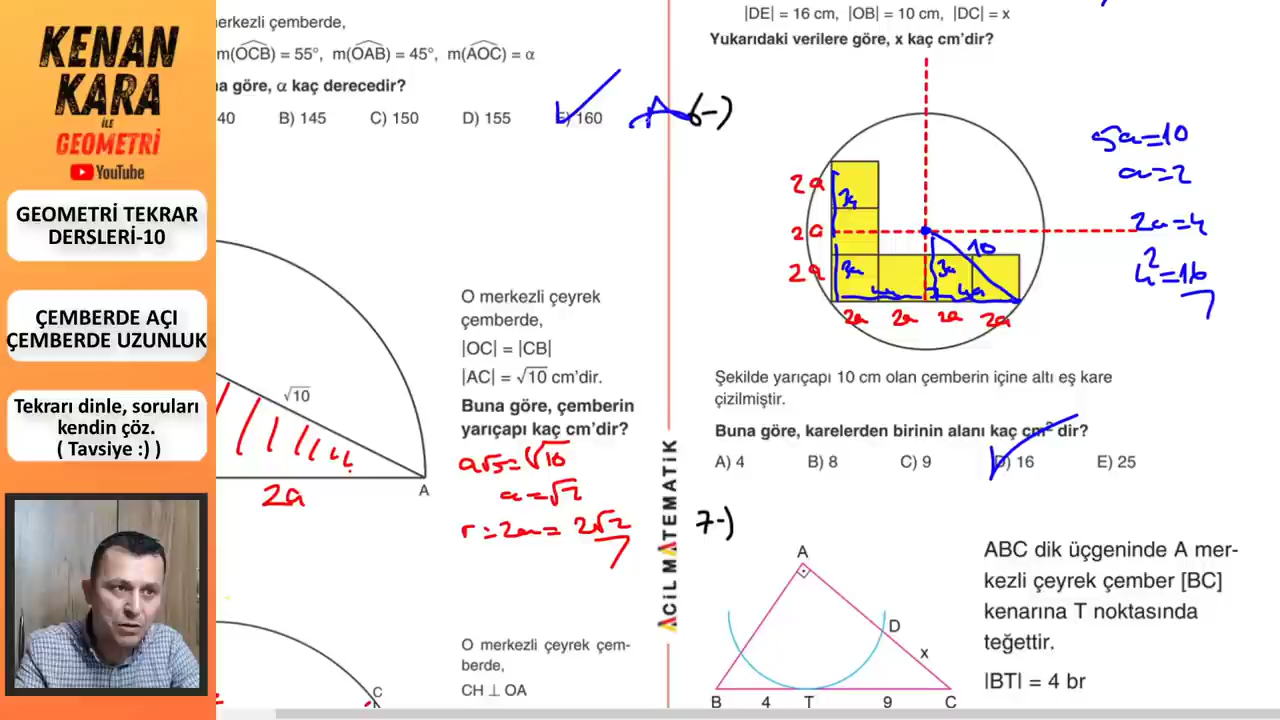 KENAN
KARA
İLE
GEOMETRİ
YouTube
GEOMETRİ TEKRAR
DERSLERİ-10
ÇEMBERDE AÇI
ÇEMBERDE UZUNLUK
Tekrarı dinle, soruları
kendin çöz.
( Tavsiye :) )
merkezli çemberde,
m(OCB) = 55°, m(OAB) = 45°, m(AOC) = α
göre, α kaç derecedir?
40 B) 145 C) 150 D) 155 E) 160
√10
2a
A
O merkezli çeyrek
çemberde,
|OC| = |CB|
|AC| = √10 cm'dir.
Buna göre, çemberin
yarıçapı kaç cm'dir?
a√5 = √10
a = √2
r = 2a = 2√2
O merkezli çeyrek çem-
berde,
CH ⊥ OA
C
ACİL MATEMATİK
|DE| = 16 cm, |OB| = 10 cm, |DC| = x
Yukarıdaki verilere göre, x kaç cm'dir?
6-)
2a
2a
2a
3a
3a
3a
10
4a
4a
2a 2a 2a 2a
5a = 10
a = 2
2a = 4
4² = 16
Şekilde yarıçapı 10 cm olan çemberin içine altı eş kare
çizilmiştir.
Buna göre, karelerden birinin alanı kaç cm² dir?
A) 4 B) 8 C) 9 D) 16 E) 25
7-)
A
D
x
B 4 T 9 C
ABC dik üçgeninde A mer-
kezli çeyrek çember [BC]
kenarına T noktasında
teğettir.
|BT| = 4 br